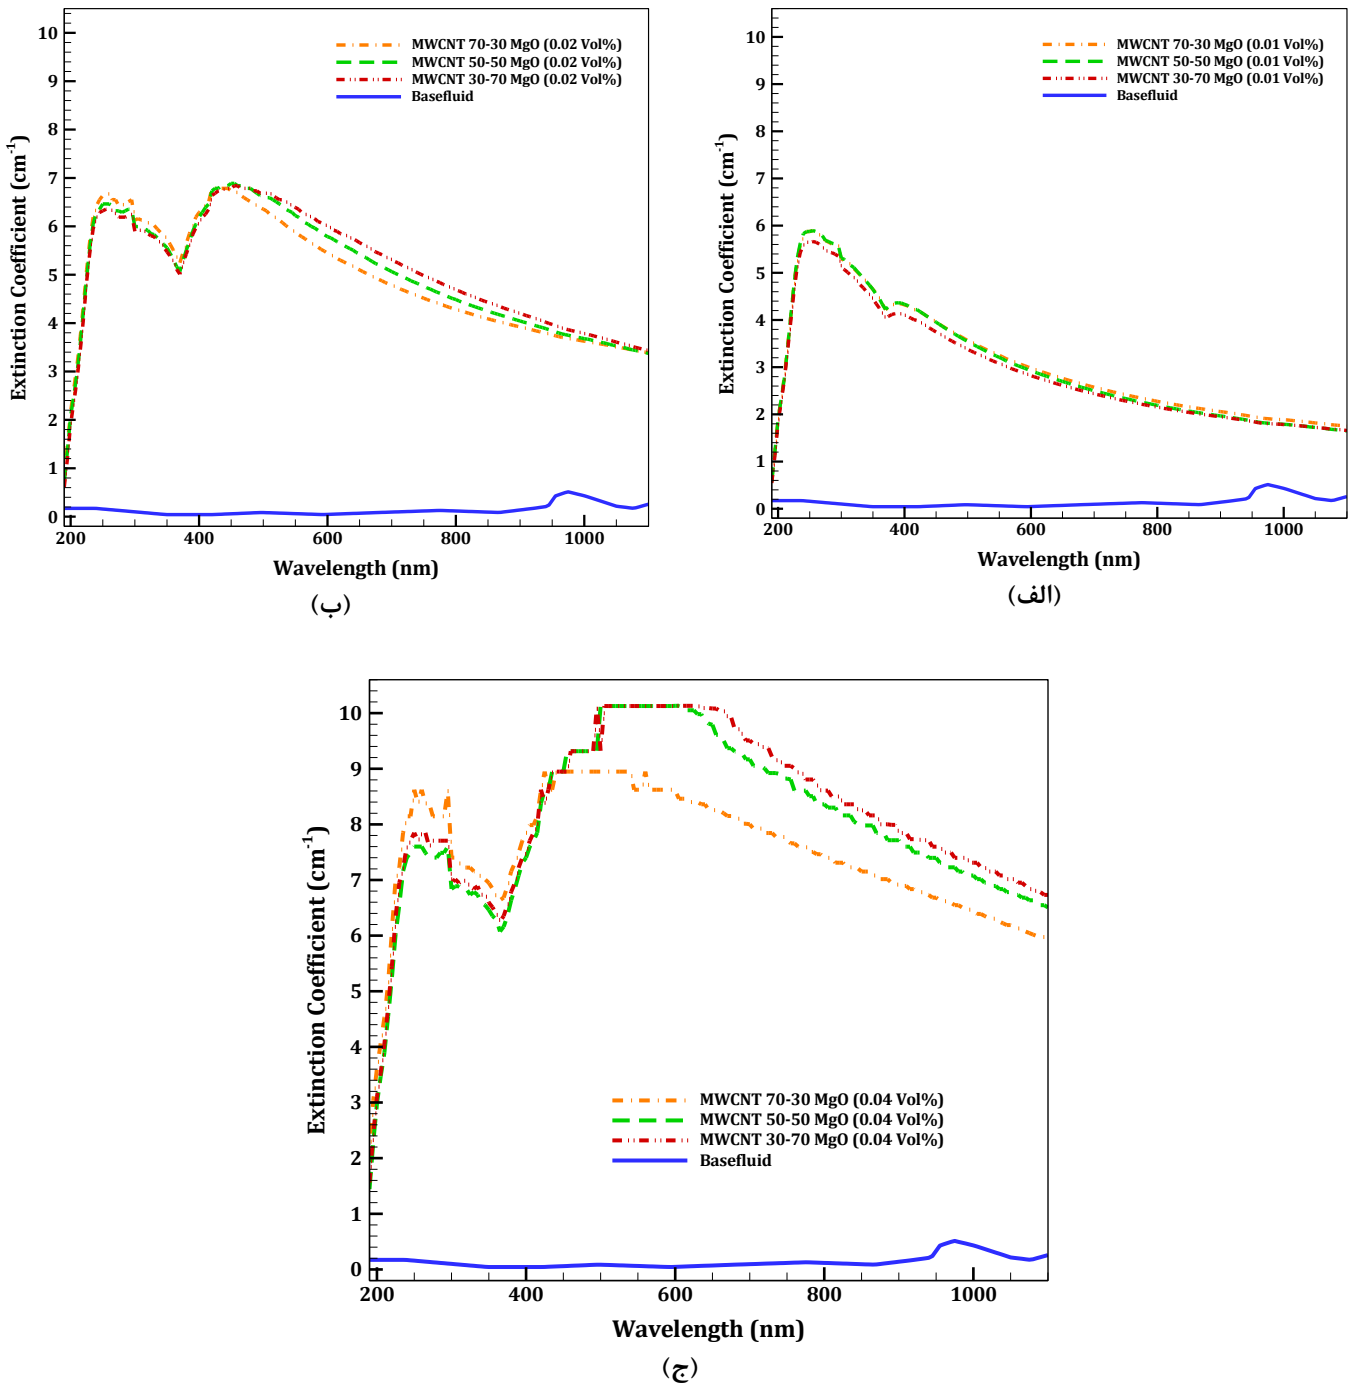 10
9
8
7
6
5
4
3
2
1
0
Extinction Coefficient (cm-1)
MWCNT 70-30 MgO (0.02 Vol%)
MWCNT 50-50 MgO (0.02 Vol%)
MWCNT 30-70 MgO (0.02 Vol%)
Basefluid
200 400 600 800 1000
Wavelength (nm)
(ب)
10
9
8
7
6
5
4
3
2
1
0
Extinction Coefficient (cm-1)
MWCNT 70-30 MgO (0.01 Vol%)
MWCNT 50-50 MgO (0.01 Vol%)
MWCNT 30-70 MgO (0.01 Vol%)
Basefluid
200 400 600 800 1000
Wavelength (nm)
(الف)
10
9
8
7
6
5
4
3
2
1
0
Extinction Coefficient (cm-1)
MWCNT 70-30 MgO (0.04 Vol%)
MWCNT 50-50 MgO (0.04 Vol%)
MWCNT 30-70 MgO (0.04 Vol%)
Basefluid
200 400 600 800 1000
Wavelength (nm)
(ج)